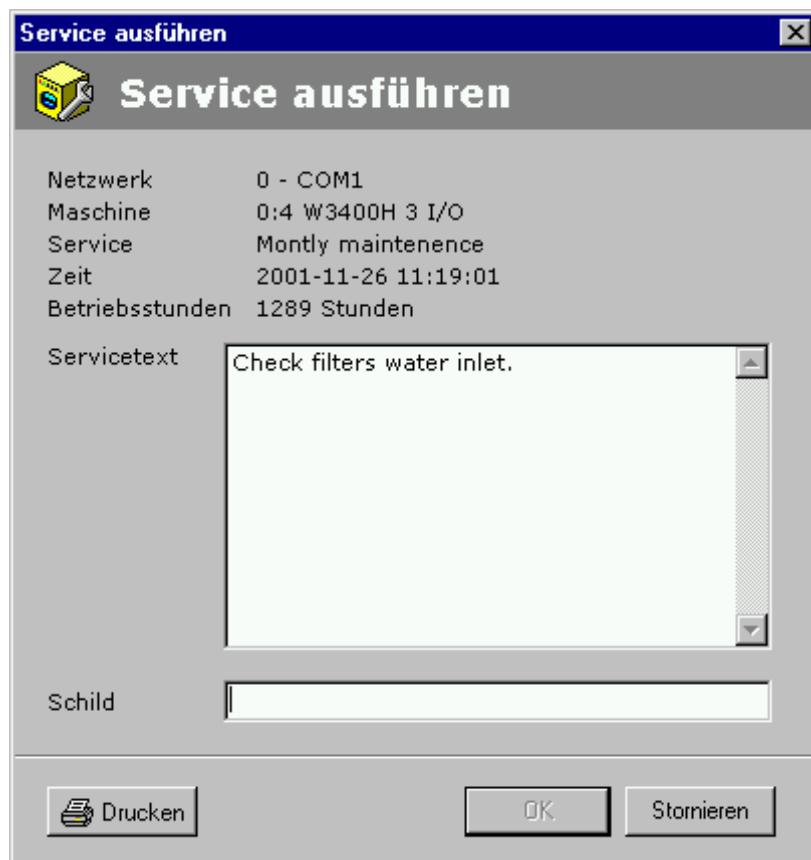 Service ausführen
Service ausführen
Netzwerk 0 - COM1
Maschine 0:4 W3400H 3 I/O
Service Montly maintenence
Zeit 2001-11-26 11:19:01
Betriebsstunden 1289 Stunden
Servicetext Check filters water inlet.
Schild
Drucken OK Stornieren